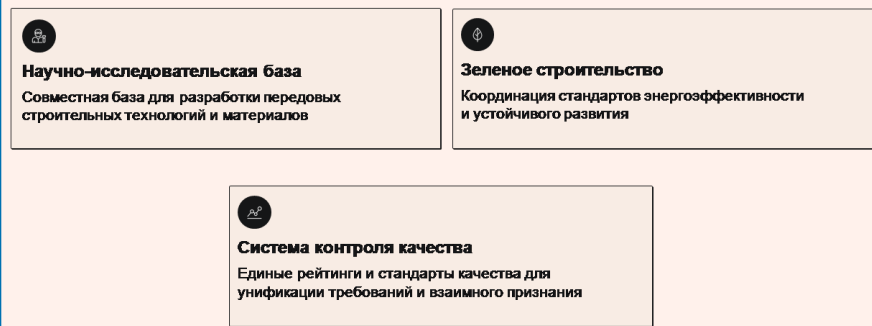 Научно-исследовательская база
Совместная база для разработки передовых
строительных технологий и материалов
Зеленое строительство
Координация стандартов энергоэффективности
и устойчивого развития
Система контроля качества
Единые рейтинги и стандарты качества для
унификации требований и взаимного признания